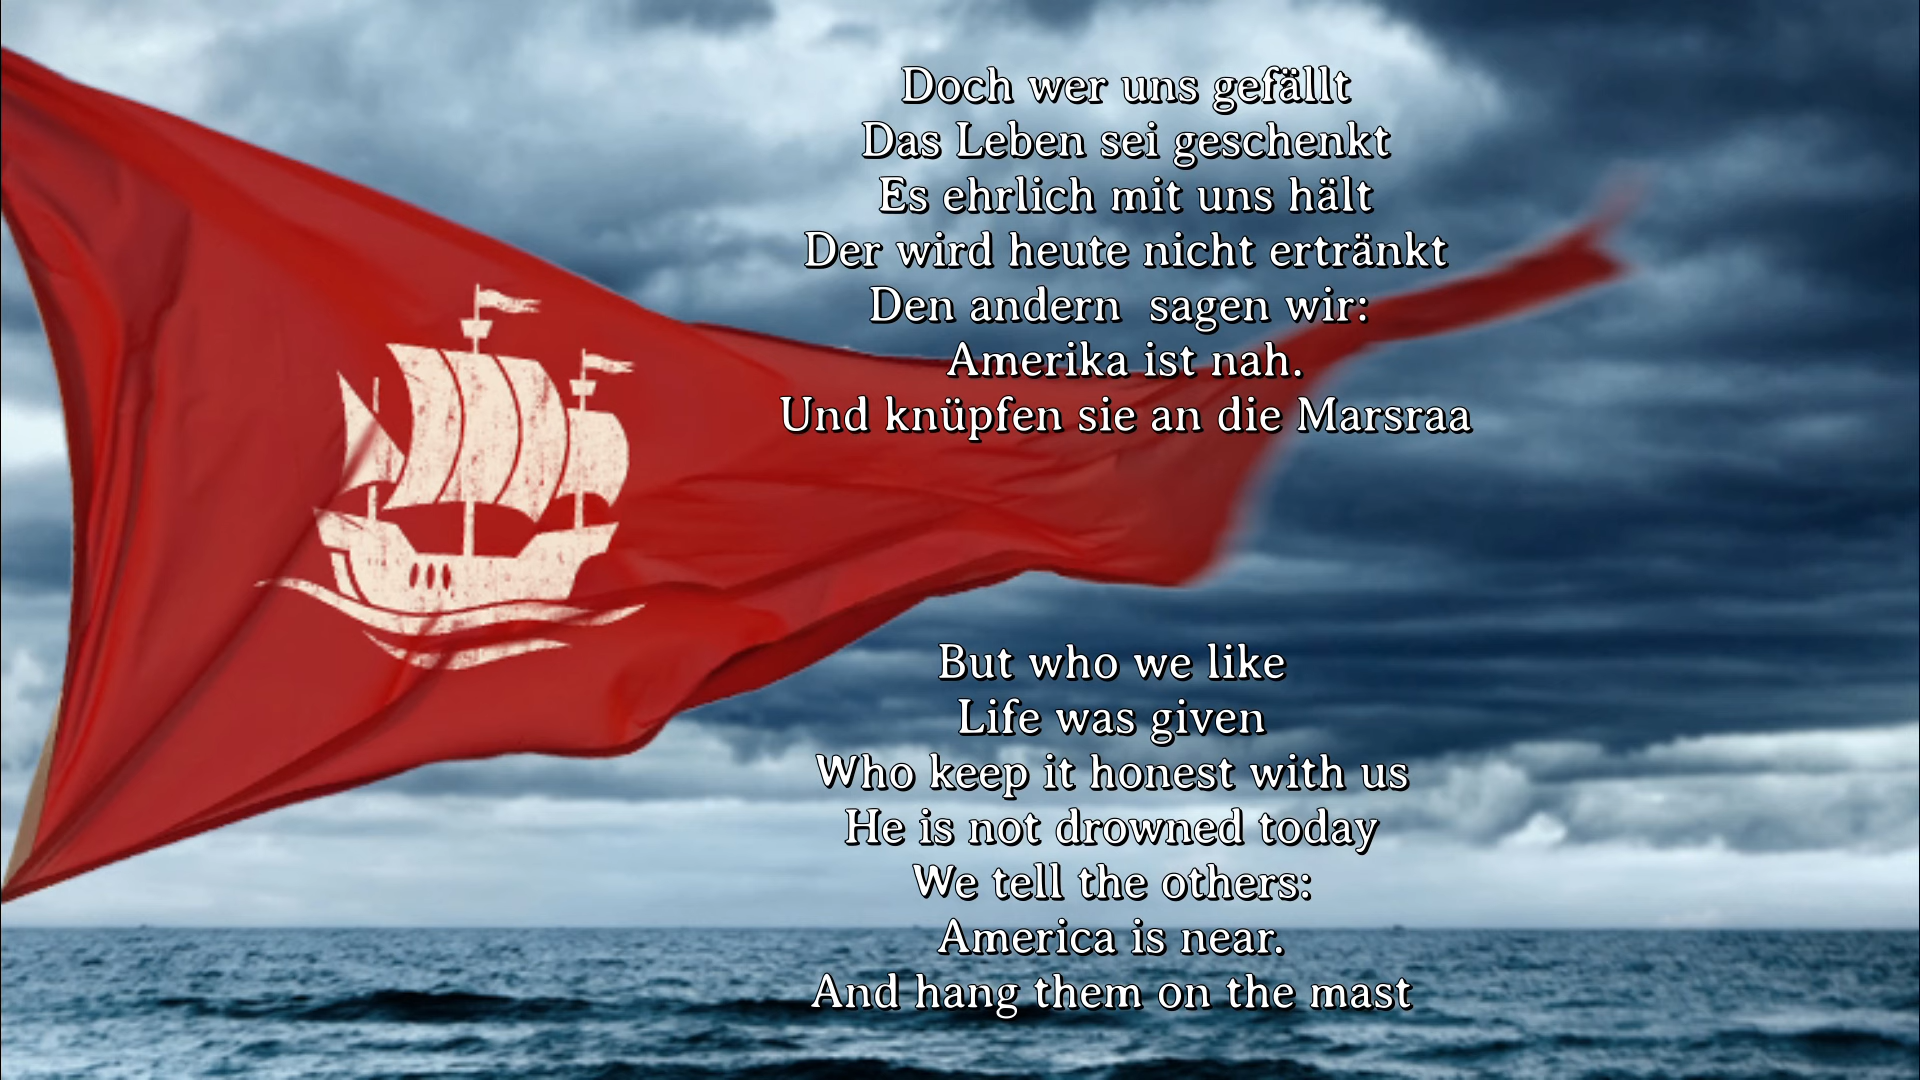 Doch wer uns gefällt
Das Leben sei geschenkt
Es ehrlich mit uns hält
Der wird heute nicht ertränkt
Den andern  sagen wir:
Amerika ist nah.
Und knüpfen sie an die Marsraa
But who we like
Life was given
Who keep it honest with us
He is not drowned today
We tell the others:
America is near.
And hang them on the mast